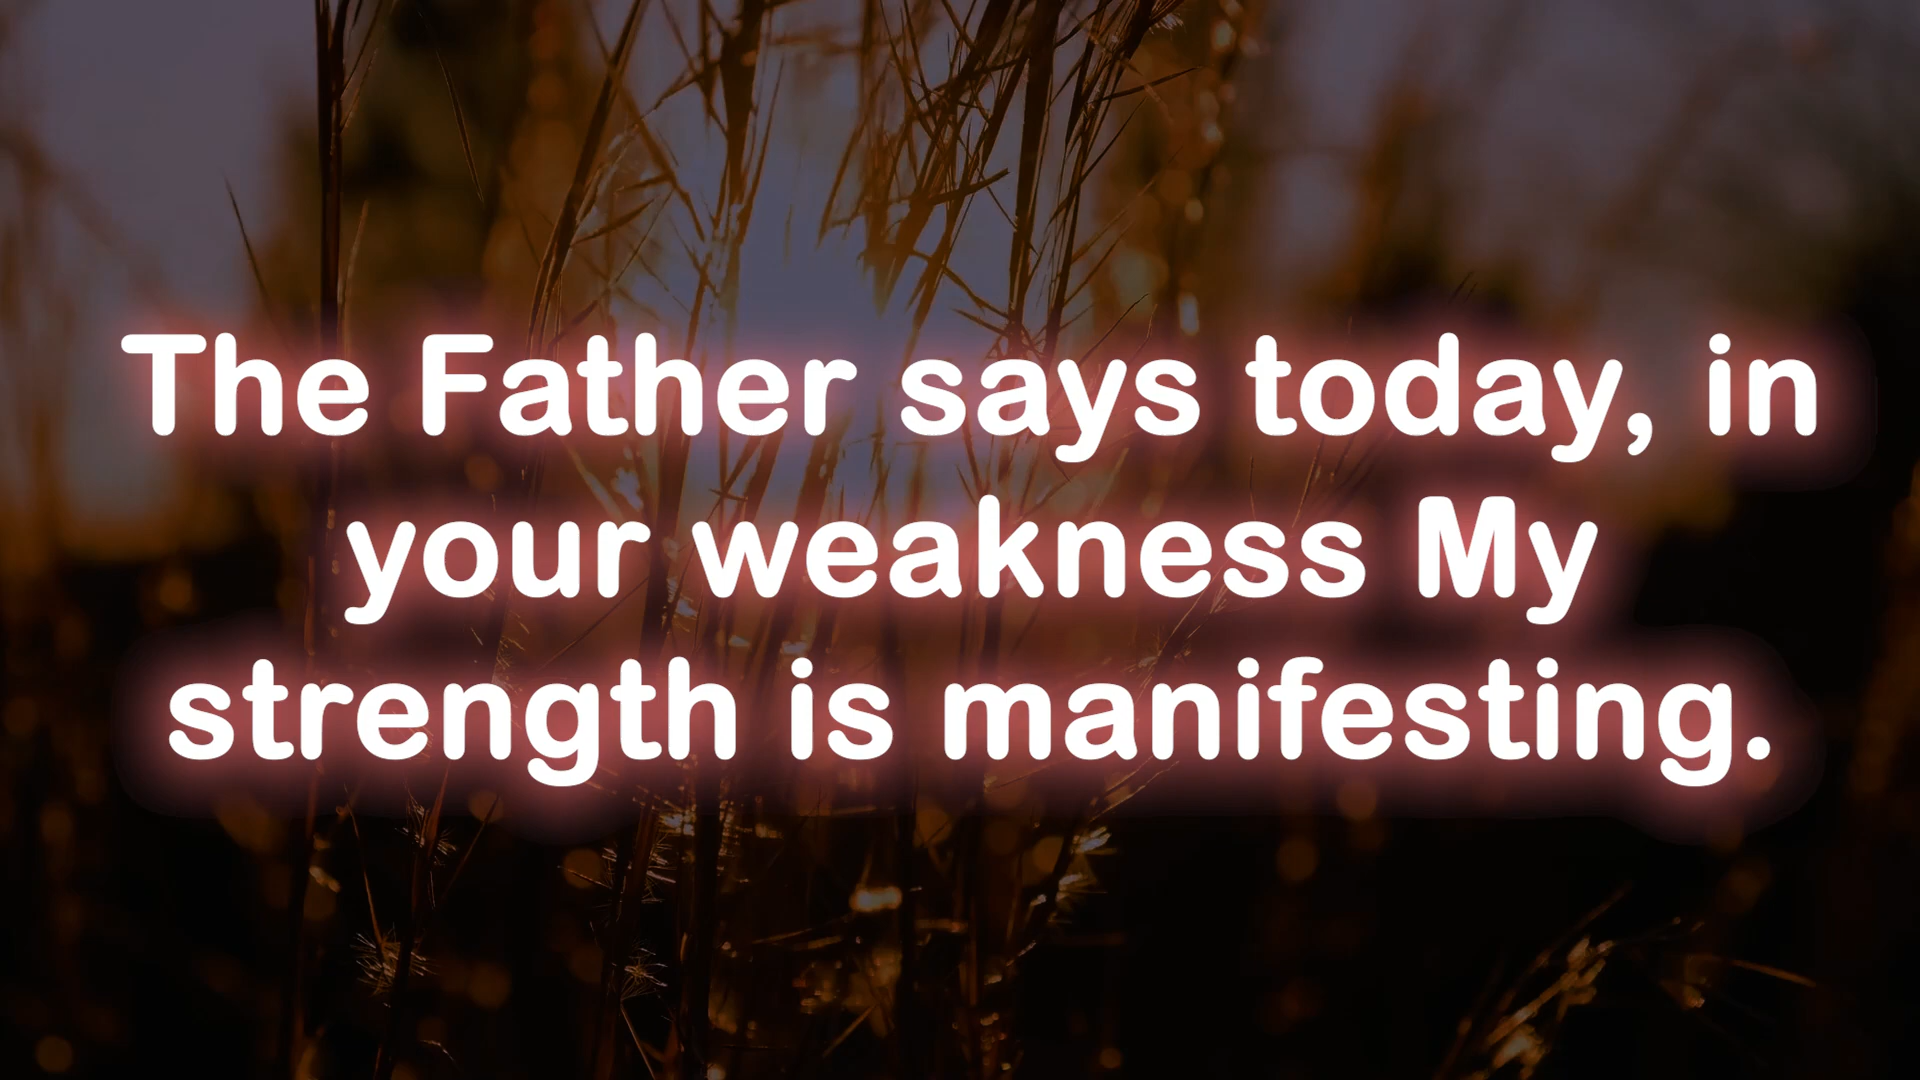 The Father says today, in
your weakness My
strength is manifesting.